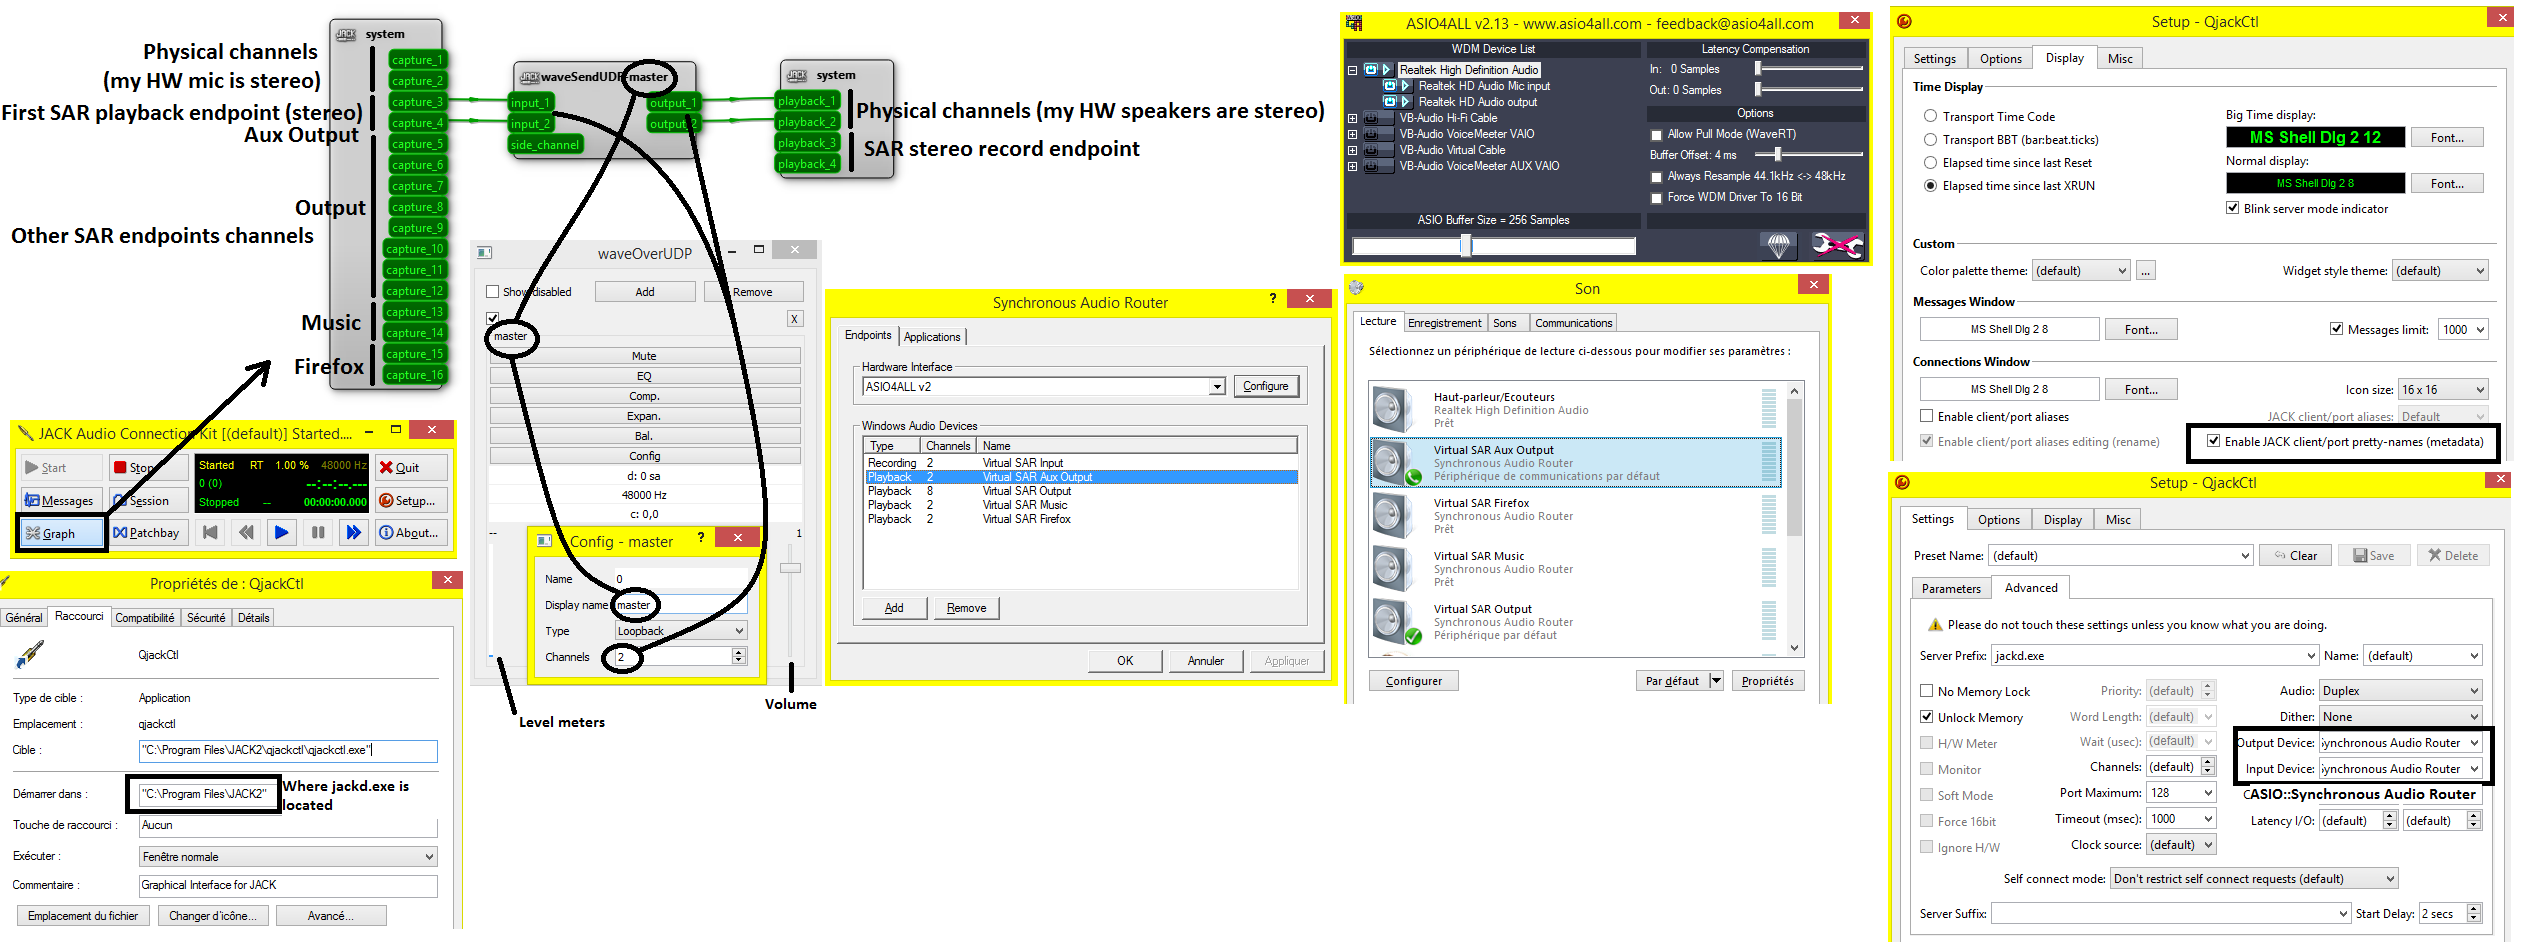 system
Physical channels
(my HW mic is stereo)
First SAR playback endpoint (stereo)
Aux Output
Output
Other SAR endpoints channels
Music
Firefox
capture_1
capture_2
capture_3
capture_4
capture_5
capture_6
capture_7
capture_8
capture_9
capture_10
capture_11
capture_12
capture_13
capture_14
capture_15
capture_16
waveSendUDP-master
input_1
input_2
side_channel
output_1
output_2
system
playback_1
playback_2
playback_3
playback_4
Physical channels (my HW speakers are stereo)
SAR stereo record endpoint
JACK Audio Connection Kit [(default)] Started....
Start
Stop
Started RT 1.00 % 48000 Hz
0 (0) --:--:--.---
Stopped -- 00:00:00.000
Quit
Messages
Session
Setup...
Graph
Patchbay
About...
Propriétés de : QjackCtl
Général
Raccourci
Compatibilité
Sécurité
Détails
QjackCtl
Type de cible : Application
Emplacement : qjackctl
Cible : "C:\Program Files\JACK2\qjackctl\qjackctl.exe"
Démarrer dans : "C:\Program Files\JACK2"
Where jackd.exe is
located
Touche de raccourci : Aucun
Exécuter : Fenêtre normale
Commentaire : Graphical Interface for JACK
Emplacement du fichier
Changer d'icône...
Avancé...
waveOverUDP
Show disabled
Add
Remove
X
master
Mute
EQ
Comp.
Expan.
Bal.
Config
d: 0 sa
48000 Hz
c: 0,0
--
1
Config - master
?
Name 0
Display name master
Type Loopback
Channels 2
Level meters
Volume
Synchronous Audio Router
?
Endpoints
Applications
Hardware Interface
ASIO4ALL v2
Configure
Windows Audio Devices
Type Channels Name
Recording 2 Virtual SAR Input
Playback 2 Virtual SAR Aux Output
Playback 8 Virtual SAR Output
Playback 2 Virtual SAR Music
Playback 2 Virtual SAR Firefox
Add
Remove
OK
Annuler
Appliquer
ASIO4ALL v2.13 - www.asio4all.com - feedback@asio4all.com
WDM Device List
Realtek High Definition Audio
Realtek HD Audio Mic input
Realtek HD Audio output
VB-Audio Hi-Fi Cable
VB-Audio VoiceMeeter VAIO
VB-Audio Virtual Cable
VB-Audio VoiceMeeter AUX VAIO
ASIO Buffer Size = 256 Samples
Latency Compensation
In: 0 Samples
Out: 0 Samples
Options
Allow Pull Mode (WaveRT)
Buffer Offset: 4 ms
Always Resample 44.1kHz <-> 48kHz
Force WDM Driver To 16 Bit
Son
Lecture
Enregistrement
Sons
Communications
Sélectionnez un périphérique de lecture ci-dessous pour modifier ses paramètres :
Haut-parleur/Ecouteurs
Realtek High Definition Audio
Prêt
Virtual SAR Aux Output
Synchronous Audio Router
Périphérique de communications par défaut
Virtual SAR Firefox
Synchronous Audio Router
Prêt
Virtual SAR Music
Synchronous Audio Router
Prêt
Virtual SAR Output
Synchronous Audio Router
Périphérique par défaut
Configurer
Par défaut
Propriétés
Setup - QjackCtl
Settings
Options
Display
Misc
Time Display
Transport Time Code
Transport BBT (bar:beat.ticks)
Elapsed time since last Reset
Elapsed time since last XRUN
Big Time display:
MS Shell Dlg 2 12
Font...
Normal display:
MS Shell Dlg 2 8
Font...
Blink server mode indicator
Custom
Color palette theme: (default)
...
Widget style theme: (default)
Messages Window
MS Shell Dlg 2 8
Font...
Messages limit: 1000
Connections Window
MS Shell Dlg 2 8
Font...
Icon size: 16 x 16
Enable client/port aliases
JACK client/port aliases: Default
Enable client/port aliases editing (rename)
Enable JACK client/port pretty-names (metadata)
Setup - QjackCtl
Settings
Options
Display
Misc
Preset Name: (default)
Clear
Save
Delete
Parameters
Advanced
Please do not touch these settings unless you know what you are doing.
Server Prefix: jackd.exe
Name: (default)
No Memory Lock
Priority: (default)
Audio: Duplex
Unlock Memory
Word Length: (default)
Dither: None
H/W Meter
Wait (usec): (default)
Output Device: ynchronous Audio Router
Monitor
Channels: (default)
Input Device: ynchronous Audio Router
Soft Mode
Port Maximum: 128
ASIO::Synchronous Audio Router
Force 16bit
Timeout (msec): 1000
Latency I/O: (default) (default)
Ignore H/W
Clock source: (default)
Self connect mode: Don't restrict self connect requests (default)
Server Suffix:
Start Delay: 2 secs